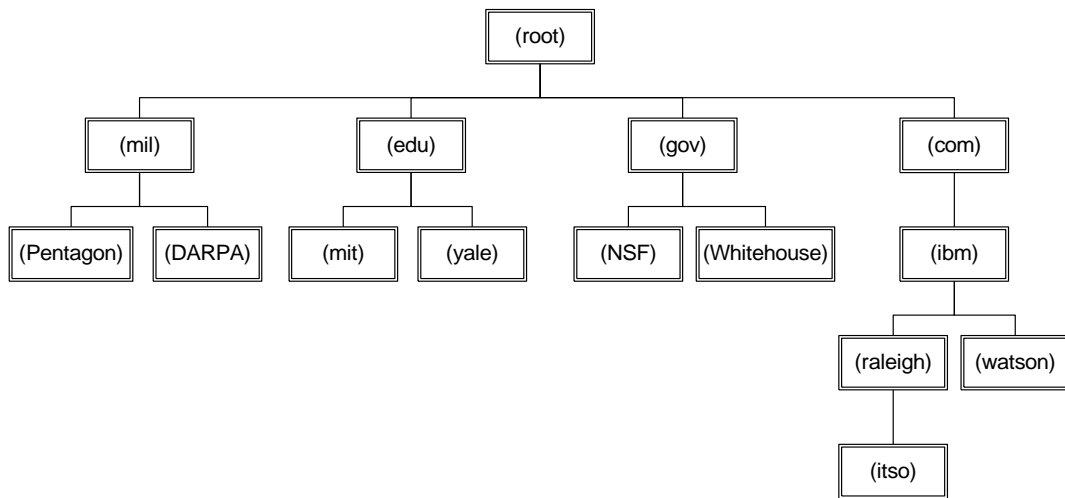 (root)
(mil)
(edu)
(gov)
(com)
(Pentagon)
(DARPA)
(mit)
(yale)
(NSF)
(Whitehouse)
(ibm)
(raleigh)
(watson)
(itso)